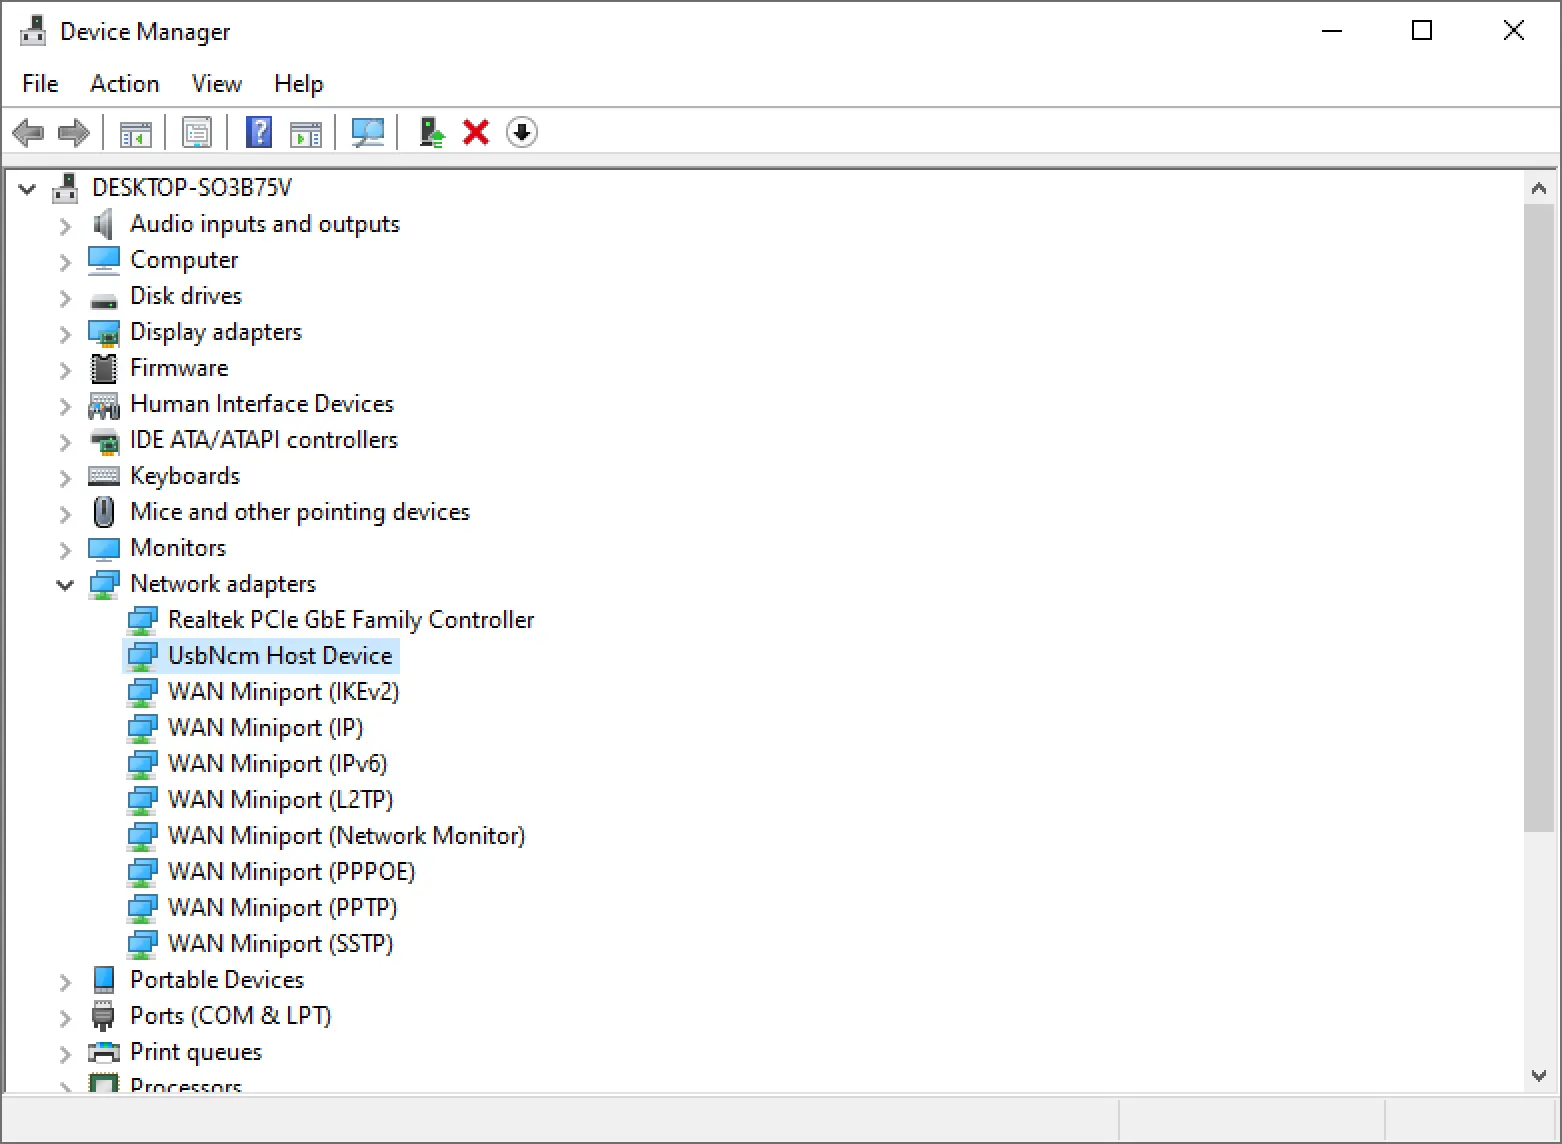 Device Manager
File Action View Help
DESKTOP-SO3B75V
Audio inputs and outputs
Computer
Disk drives
Display adapters
Firmware
Human Interface Devices
IDE ATA/ATAPI controllers
Keyboards
Mice and other pointing devices
Monitors
Network adapters
Realtek PCIe GbE Family Controller
UsbNcm Host Device
WAN Miniport (IKEv2)
WAN Miniport (IP)
WAN Miniport (IPv6)
WAN Miniport (L2TP)
WAN Miniport (Network Monitor)
WAN Miniport (PPPOE)
WAN Miniport (PPTP)
WAN Miniport (SSTP)
Portable Devices
Ports (COM & LPT)
Print queues
Processors